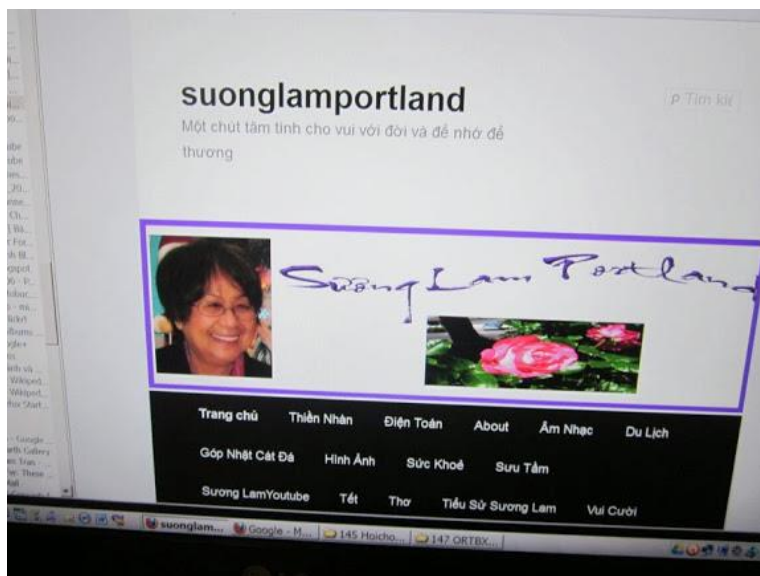 suonglamportland
Tìm kiế
Một chút tâm tình cho vui với đời và để nhớ để
thương
Sương Lam Portland
Trang chủ Thiền Nhàn Điện Toán About Âm Nhạc Du Lịch
Góp Nhặt Cát Đá Hình Ảnh Sức Khoẻ Sưu Tầm
Sương LamYoutube Tết Thơ Tiểu Sử Sương Lam Vui Cười
suonglam... Google - M... 145 Hoicho... 147 ORTBX...